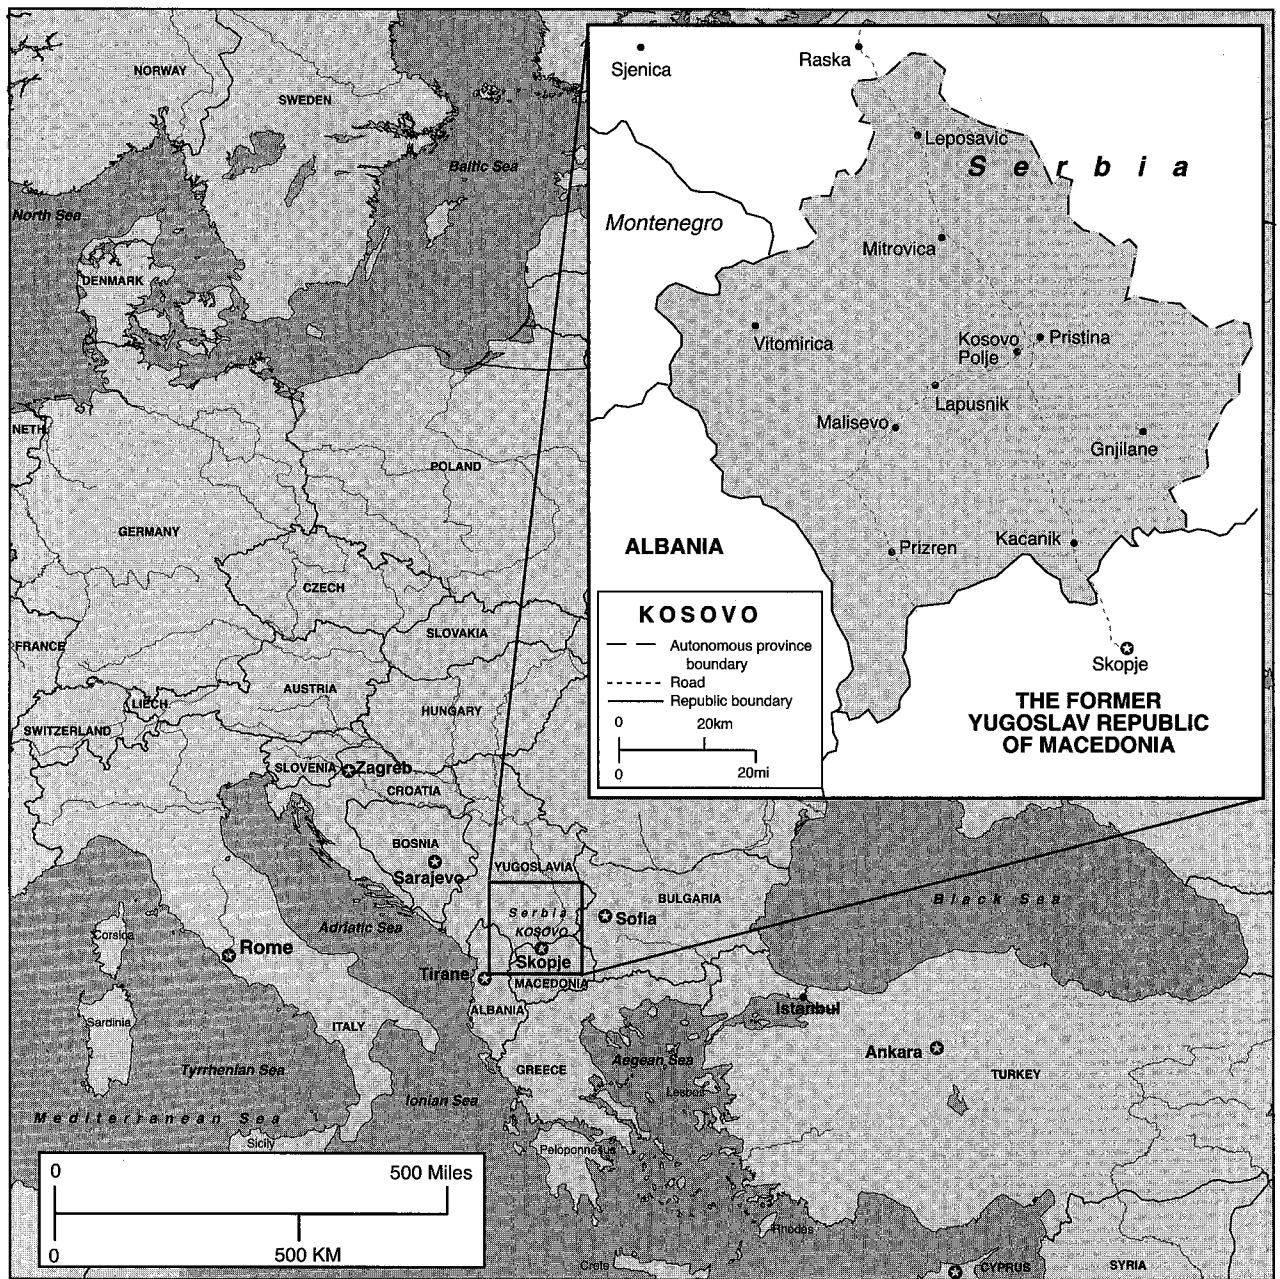 NORWAY
SWEDEN
Baltic Sea
North Sea
DENMARK
NETH.
POLAND
GERMANY
CZECH
SLOVAKIA
FRANCE
AUSTRIA
LIECH.
HUNGARY
SWITZERLAND
SLOVENIA
Zagreb
CROATIA
BOSNIA
Sarajevo
YUGOSLAVIA
BULGARIA
Black Sea
Serbia
KOSOVO
Sofia
Corsica
Adriatic Sea
Rome
Skopje
Tirane
MACEDONIA
Sardinia
ALBANIA
Istanbul
ITALY
Ankara
Aegean Sea
Tyrrhenian Sea
GREECE
TURKEY
Lesbos
Ionian Sea
Mediterranean Sea
Sicily
Peloponnesus
Rhodes
Crete
CYPRUS
SYRIA
0 500 Miles
0 500 KM
Sjenica
Raska
Leposavic
Serbia
Montenegro
Mitrovica
Vitomirica
Kosovo
Polje
Pristina
Lapusnik
Malisevo
Gnjilane
ALBANIA
Prizren
Kacanik
Skopje
THE FORMER
YUGOSLAV REPUBLIC
OF MACEDONIA
KOSOVO
Autonomous province
boundary
Road
Republic boundary
0 20km
0 20mi